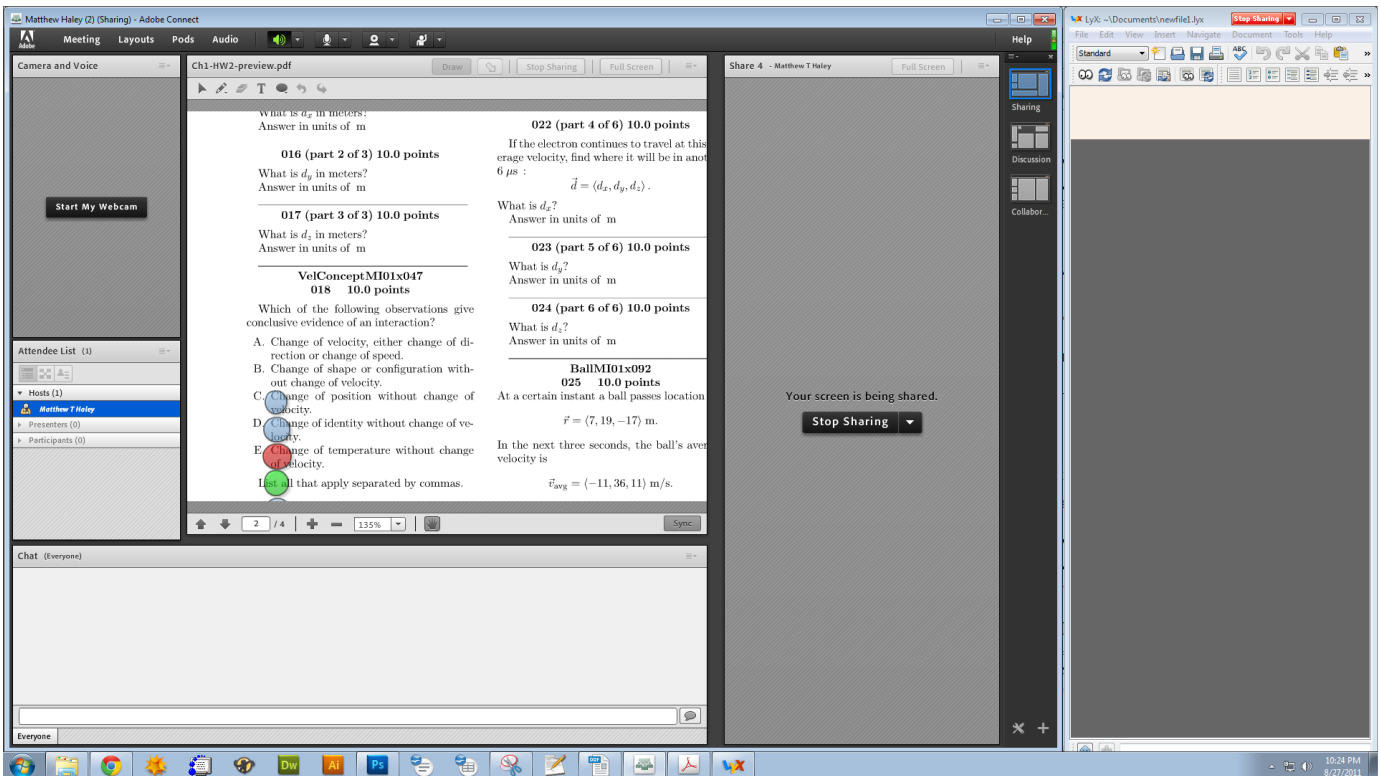 Matthew Haley (2) (Sharing) - Adobe Connect
Adobe
Meeting Layouts Pods Audio Help
Camera and Voice
Start My Webcam
Attendee List (1)
Hosts (1)
Matthew T Haley
Presenters (0)
Participants (0)
Ch1-HW2-preview.pdf
Draw Stop Sharing Full Screen
What is dx in meters?
Answer in units of m
016 (part 2 of 3) 10.0 points
What is dy in meters?
Answer in units of m
017 (part 3 of 3) 10.0 points
What is dz in meters?
Answer in units of m
VelConceptMI01x047
018 10.0 points
Which of the following observations give
conclusive evidence of an interaction?
A. Change of velocity, either change of di-
rection or change of speed.
B. Change of shape or configuration with-
out change of velocity.
C. Change of position without change of
velocity.
D. Change of identity without change of ve-
locity.
E. Change of temperature without change
of velocity.
List all that apply separated by commas.
022 (part 4 of 6) 10.0 points
If the electron continues to travel at this
erage velocity, find where it will be in anot
6 μs :
d⃗ = ⟨dx, dy, dz⟩ .
What is dx?
Answer in units of m
023 (part 5 of 6) 10.0 points
What is dy?
Answer in units of m
024 (part 6 of 6) 10.0 points
What is dz?
Answer in units of m
BallMI01x092
025 10.0 points
At a certain instant a ball passes location
r⃗ = ⟨7, 19, −17⟩ m.
In the next three seconds, the ball's aver
velocity is
v⃗avg = ⟨−11, 36, 11⟩ m/s.
2 / 4 135% Sync
Chat (Everyone)
Everyone
Share 4 - Matthew T Haley
Full Screen
Your screen is being shared.
Stop Sharing
Sharing
Discussion
Collabor...
LyX: ~\Documents\newfile1.lyx
Stop Sharing
File Edit View Insert Navigate Document Tools Help
Standard
ABC
Dw Ai Ps
ODF
LyX
10:24 PM
8/27/2011